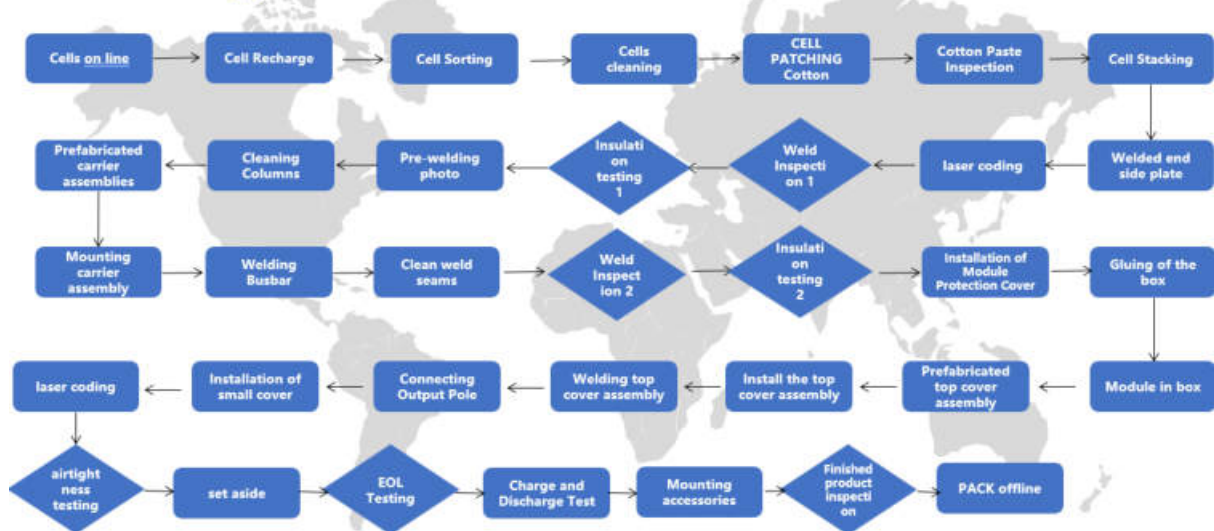 Cells on line
Cell Recharge
Cell Sorting
Cells
cleaning
CELL
PATCHING
Cotton
Cotton Paste
Inspection
Cell Stacking
Welded end
side plate
laser coding
Weld
Inspecti
on 1
Insulati
on
testing
1
Pre-welding
photo
Cleaning
Columns
Prefabricated
carrier
assemblies
Mounting
carrier
assembly
Welding
Busbar
Clean weld
seams
Weld
Inspect
ion 2
Insulati
on
testing
2
Installation of
Module
Protection Cover
Gluing of the
box
Module in box
Prefabricated
top cover
assembly
Install the top
cover assembly
Welding top
cover assembly
Connecting
Output Pole
Installation of
small cover
laser coding
airtight
ness
testing
set aside
EOL
Testing
Charge and
Discharge Test
Mounting
accessories
Finished
product
inspecti
on
PACK offline